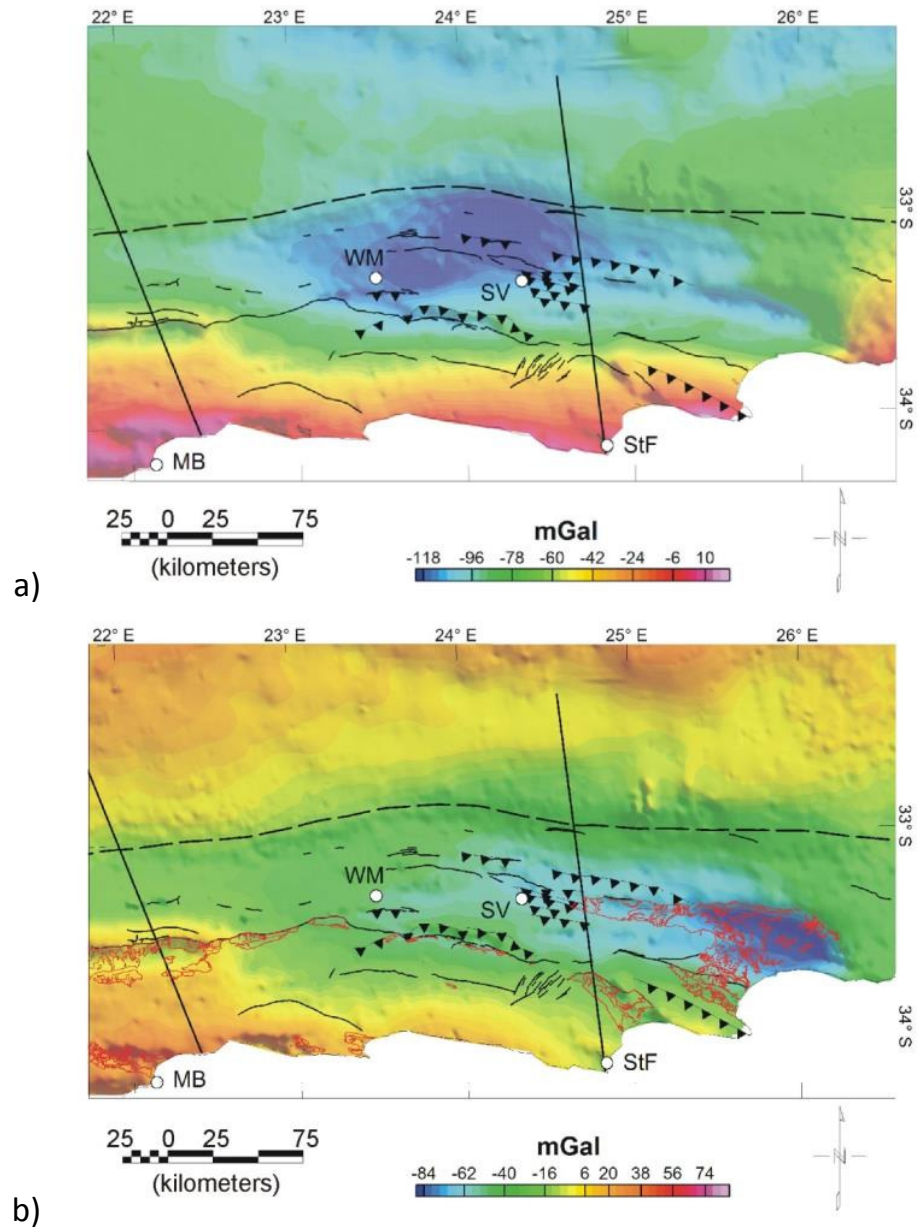 22° E 23° E 24° E 25° E 26° E
33° S
WM
SV
34° S
MB
StF
25 0 25 75
(kilometers)
mGal
-118 -96 -78 -60 -42 -24 -6 10
N
a)
22° E 23° E 24° E 25° E 26° E
33° S
WM
SV
34° S
MB
StF
25 0 25 75
(kilometers)
mGal
-84 -62 -40 -16 6 20 38 56 74
N
b)